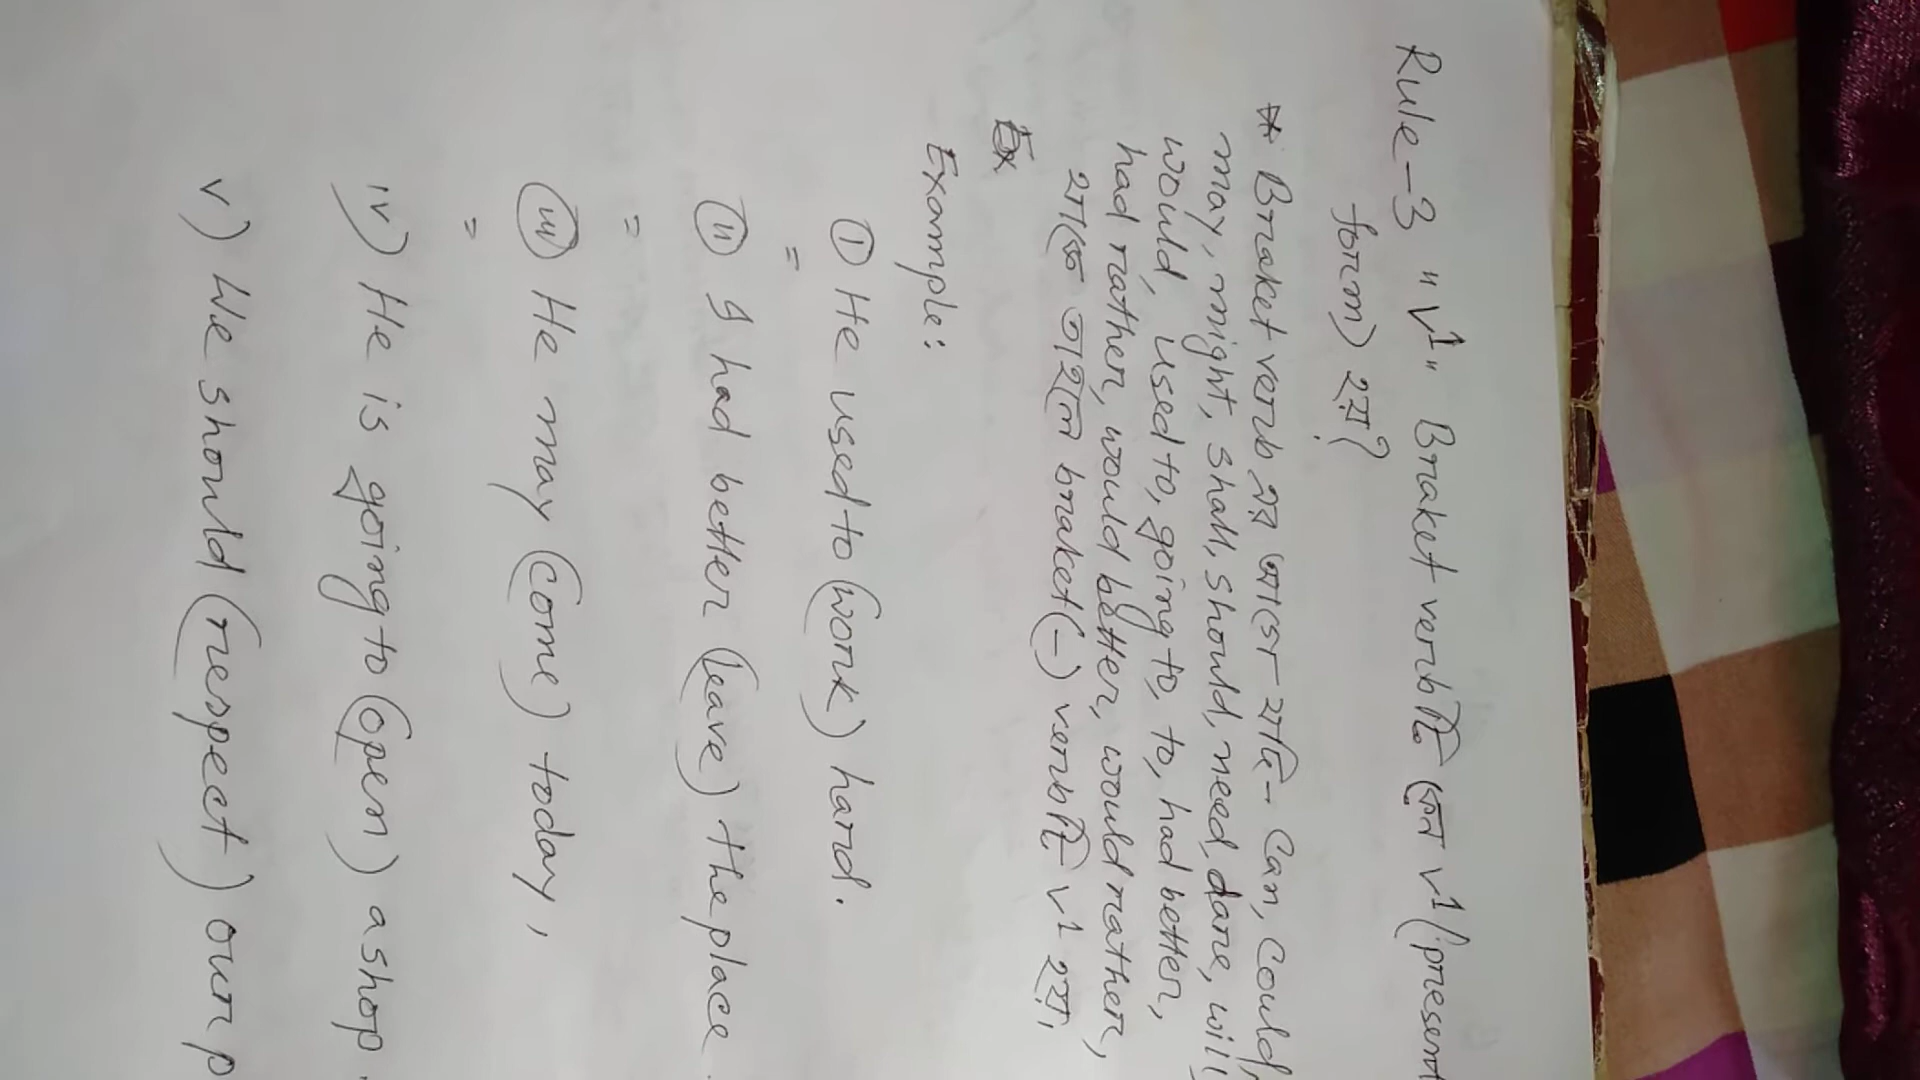 Rule-3 "v1" Braket verbটি কেন v1 (present
form) হয়?
* Braket verb এর আগে যদি- Can, Could,
may, might, shall, should, need, dare, will,
would, used to, going to, to, had better,
had rather, would better, would rather,
থাকে তাহলে braket(-) verbটি v1 হয়।
Ex
Example:
i) He used to (work) hard.
=
ii) I had better (leave) the place.
=
iii) He may (come) today,
=
iv) He is going to (open) a shop.
v) We should (respect) our p